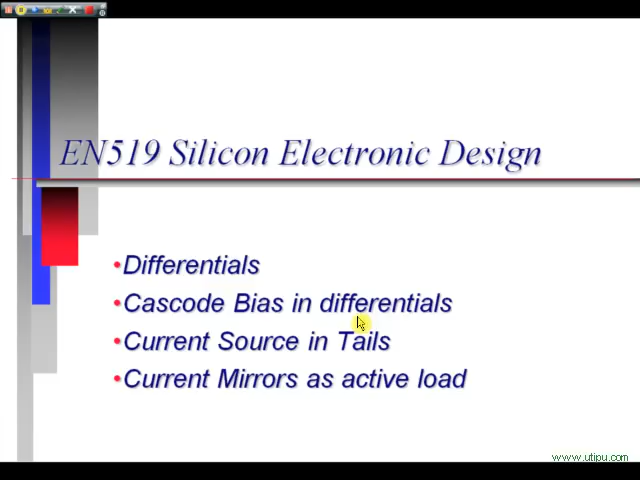 EN519 Silicon Electronic Design
•Differentials
•Cascode Bias in differentials
•Current Source in Tails
•Current Mirrors as active load
www.utipu.com